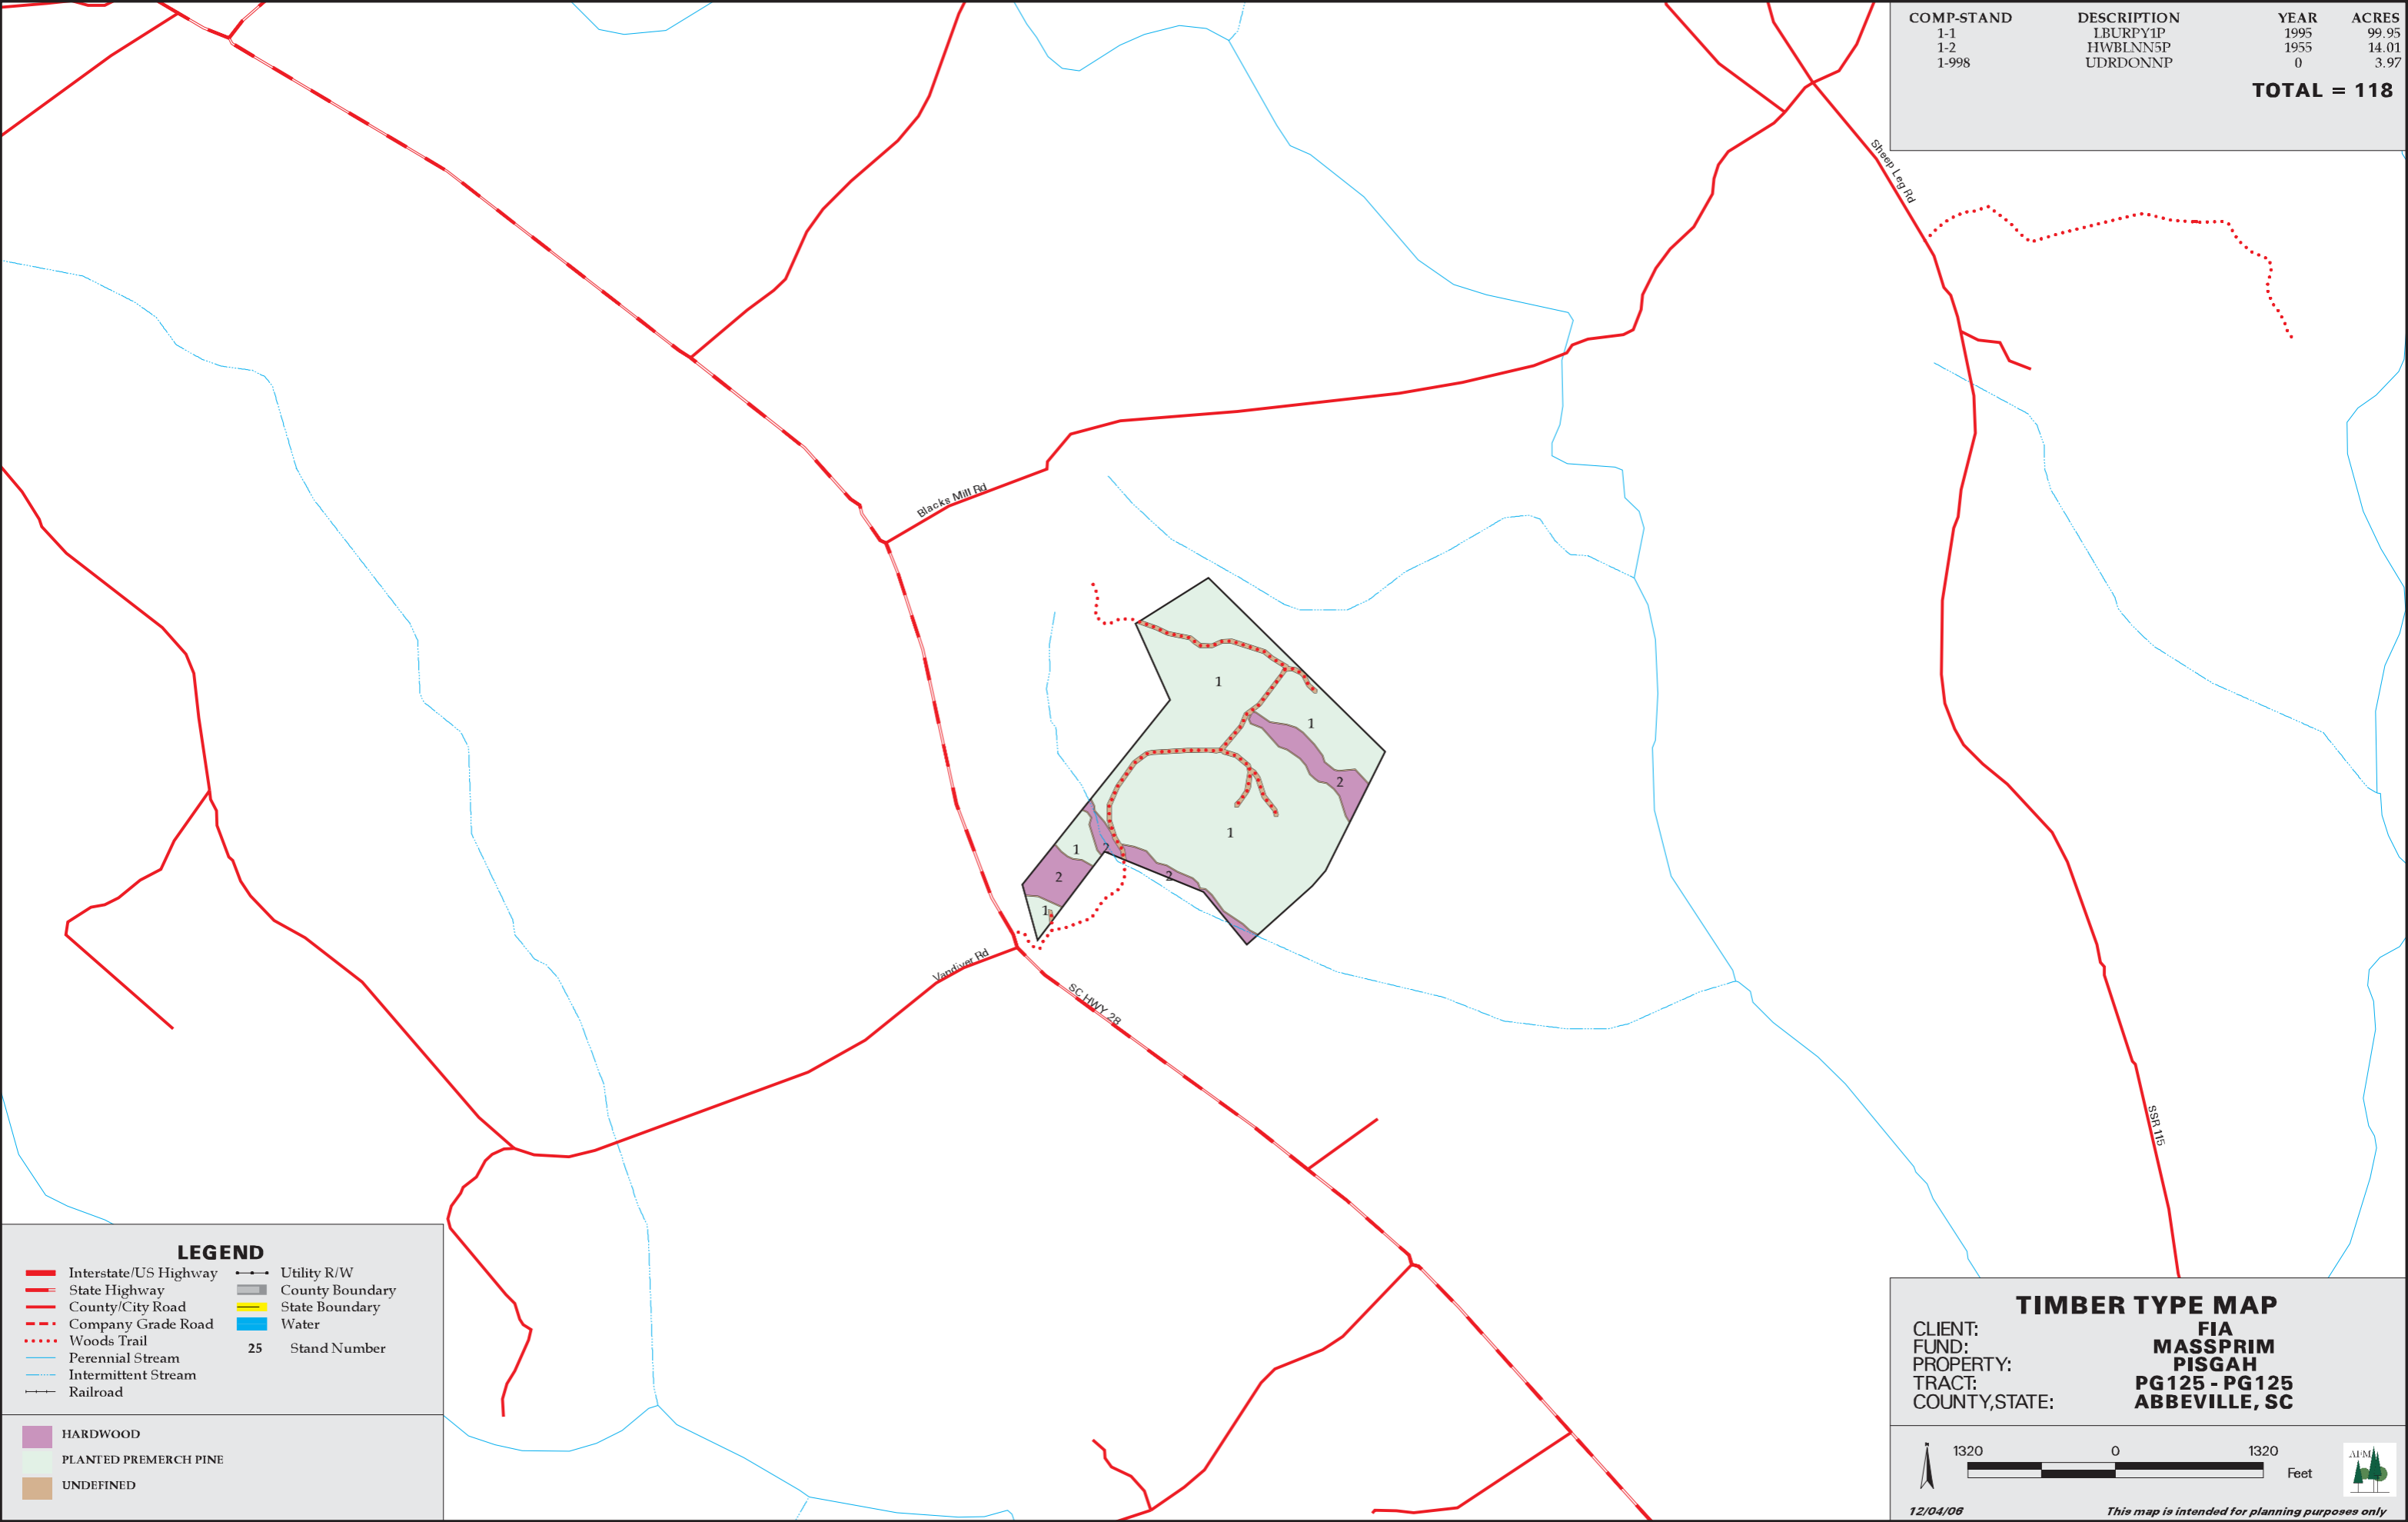 COMP-STAND DESCRIPTION YEAR ACRES
1-1 LBURPY1P 1995 99.95
1-2 HWBLNN5P 1955 14.01
1-998 UDRDONNP 0 3.97
TOTAL = 118
Sheep Leg Rd
Blacks Mill Rd
1
1
2
1
1
2
2
2
1
Vandiver Rd
SC HWY 28
SSR 115
LEGEND
Interstate/US Highway Utility R/W
State Highway County Boundary
County/City Road State Boundary
Company Grade Road Water
Woods Trail
25 Stand Number
Perennial Stream
Intermittent Stream
Railroad
HARDWOOD
PLANTED PREMERCH PINE
UNDEFINED
TIMBER TYPE MAP
CLIENT: FIA
FUND: MASSPRIM
PROPERTY: PISGAH
TRACT: PG125 - PG125
COUNTY,STATE: ABBEVILLE, SC
N
1320 0 1320
Feet
AFM
12/04/06 This map is intended for planning purposes only